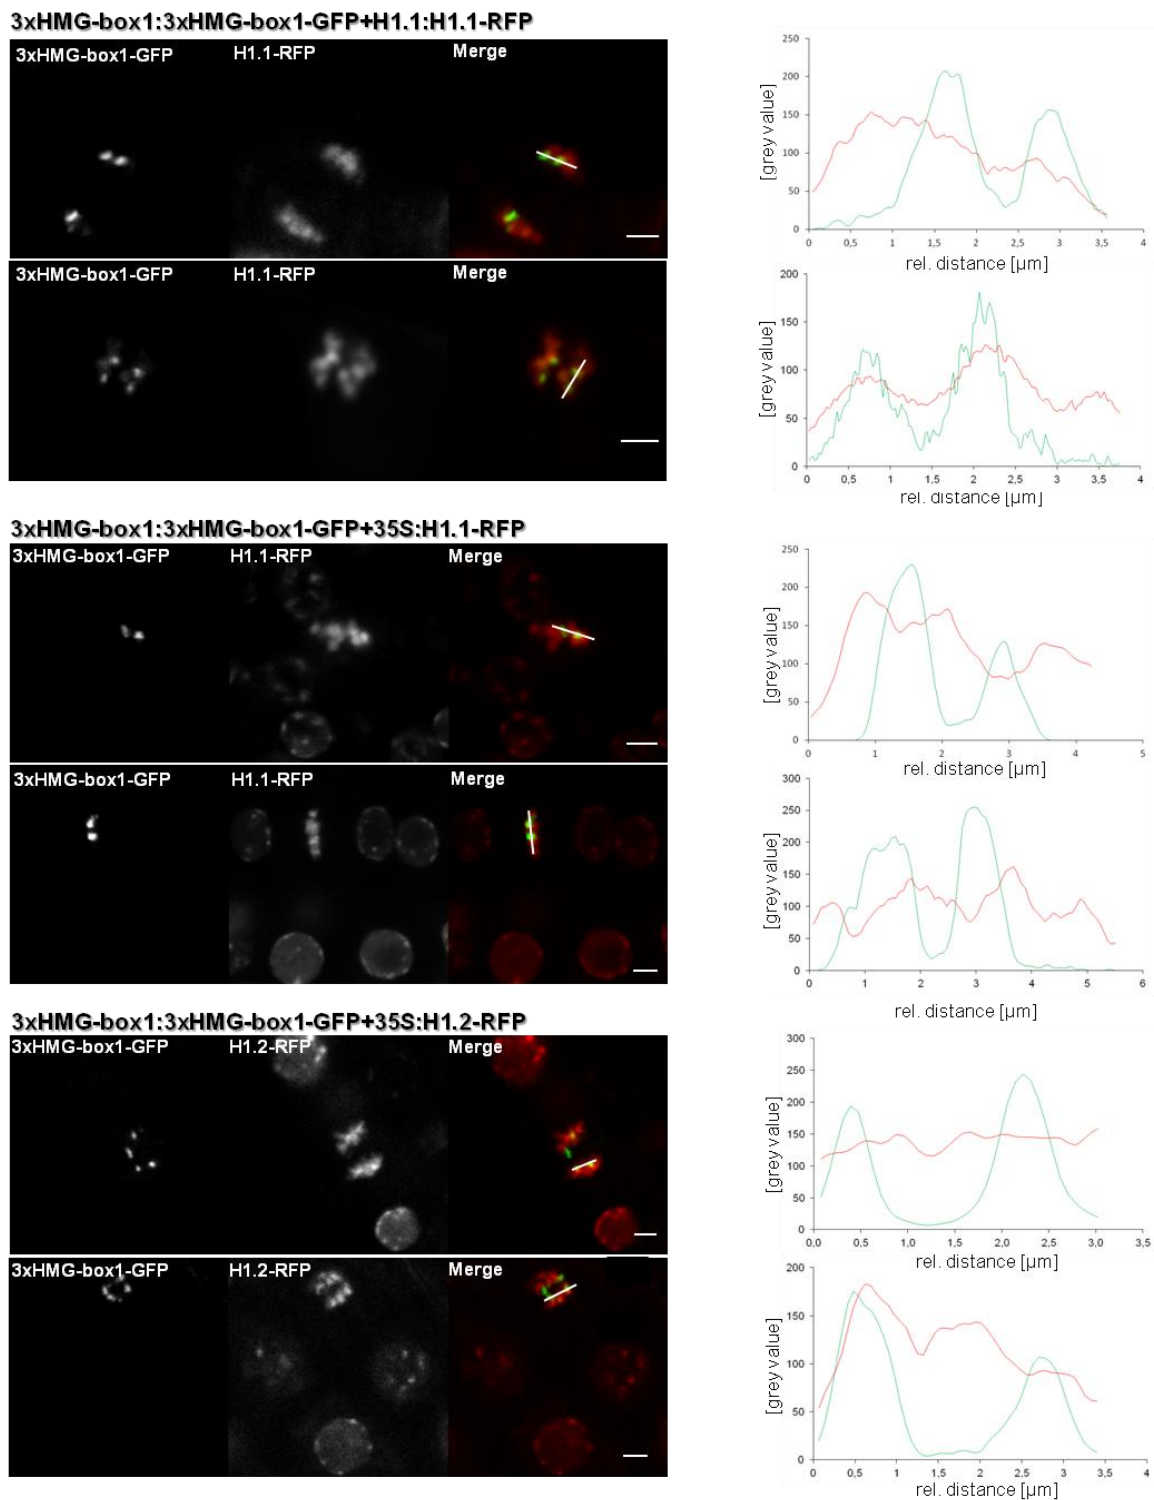 3xHMG-box1:3xHMG-box1-GFP+H1.1:H1.1-RFP
3xHMG-box1-GFP H1.1-RFP Merge
[grey value]
250
200
150
100
50
0
0 0,5 1 1,5 2 2,5 3 3,5 4
rel. distance [µm]
3xHMG-box1-GFP H1.1-RFP Merge
[grey value]
200
150
100
50
0
0 0,5 1 1,5 2 2,5 3 3,5 4
rel. distance [µm]
3xHMG-box1:3xHMG-box1-GFP+35S:H1.1-RFP
3xHMG-box1-GFP H1.1-RFP Merge
[grey value]
250
200
150
100
50
0
0 1 2 3 4 5
rel. distance [µm]
3xHMG-box1-GFP H1.1-RFP Merge
[grey value]
300
250
200
150
100
50
0
0 1 2 3 4 5 6
rel. distance [µm]
3xHMG-box1:3xHMG-box1-GFP+35S:H1.2-RFP
3xHMG-box1-GFP H1.2-RFP Merge
[grey value]
300
250
200
150
100
50
0
0,0 0,5 1,0 1,5 2,0 2,5 3,0 3,5
rel. distance [µm]
3xHMG-box1-GFP H1.2-RFP Merge
[grey value]
200
150
100
50
0
0 0,5 1 1,5 2 2,5 3 3,5 4
rel. distance [µm]